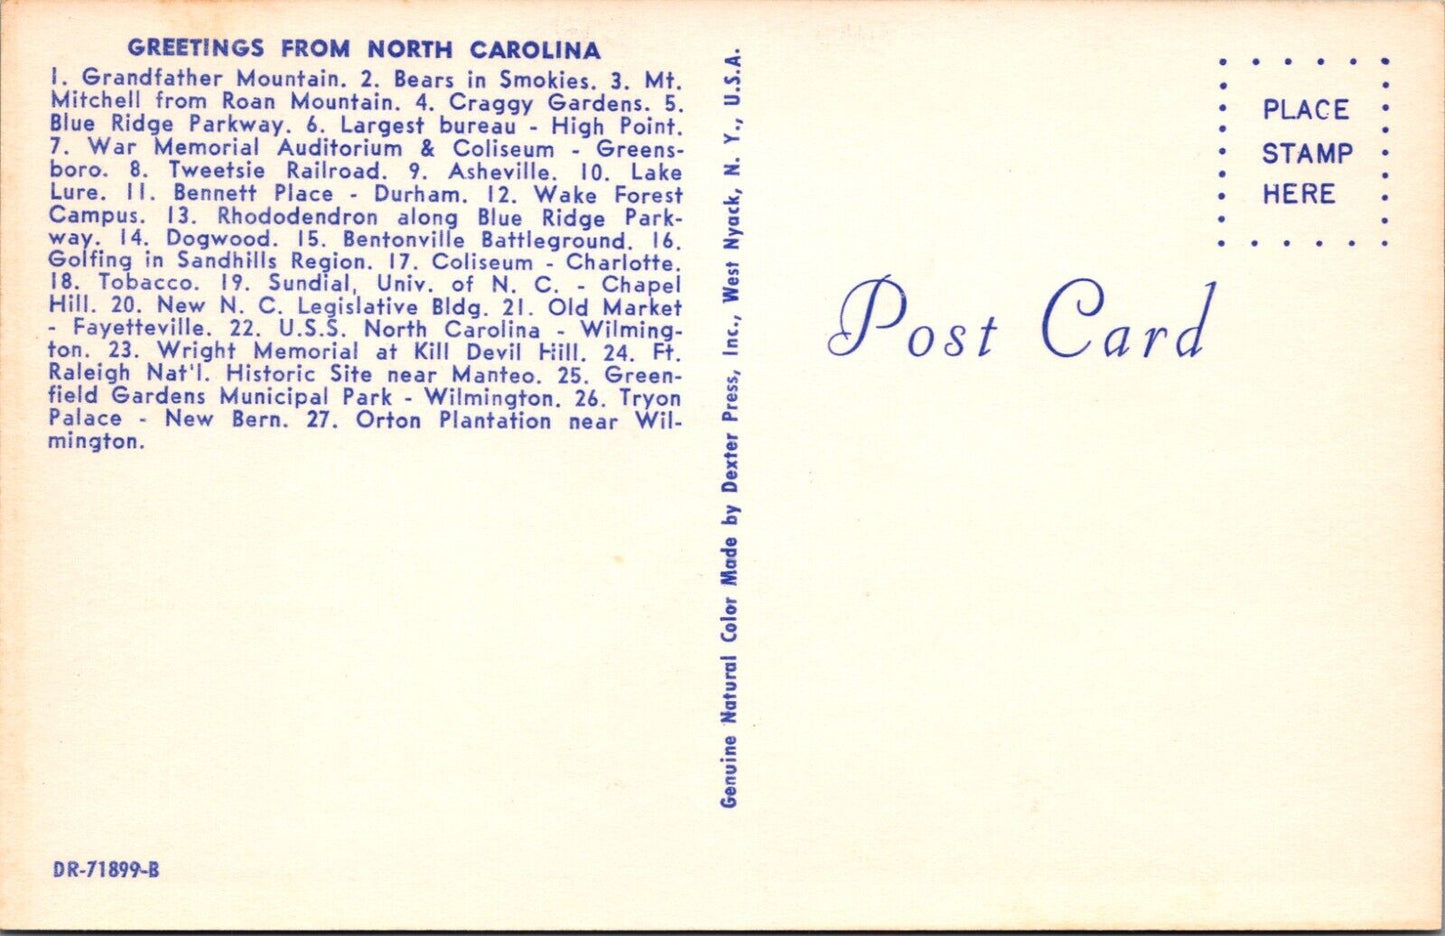 GREETINGS FROM NORTH CAROLINA
1. Grandfather Mountain. 2. Bears in Smokies. 3. Mt.
Mitchell from Roan Mountain. 4. Craggy Gardens. 5.
Blue Ridge Parkway. 6. Largest bureau - High Point.
7. War Memorial Auditorium & Coliseum - Greens-
boro. 8. Tweetsie Railroad. 9. Asheville. 10. Lake
Lure. 11. Bennett Place - Durham. 12. Wake Forest
Campus. 13. Rhododendron along Blue Ridge Park-
way. 14. Dogwood. 15. Bentonville Battleground. 16.
Golfing in Sandhills Region. 17. Coliseum - Charlotte.
18. Tobacco. 19. Sundial, Univ. of N. C. - Chapel
Hill. 20. New N. C. Legislative Bldg. 21. Old Market
- Fayetteville. 22. U.S.S. North Carolina - Wilming-
ton. 23. Wright Memorial at Kill Devil Hill. 24. Ft.
Raleigh Nat'l. Historic Site near Manteo. 25. Green-
field Gardens Municipal Park - Wilmington. 26. Tryon
Palace - New Bern. 27. Orton Plantation near Wil-
mington.
DR-71899-B
Genuine Natural Color Made by Dexter Press, Inc., West Nyack, N. Y., U.S.A.
PLACE
STAMP
HERE
Post Card